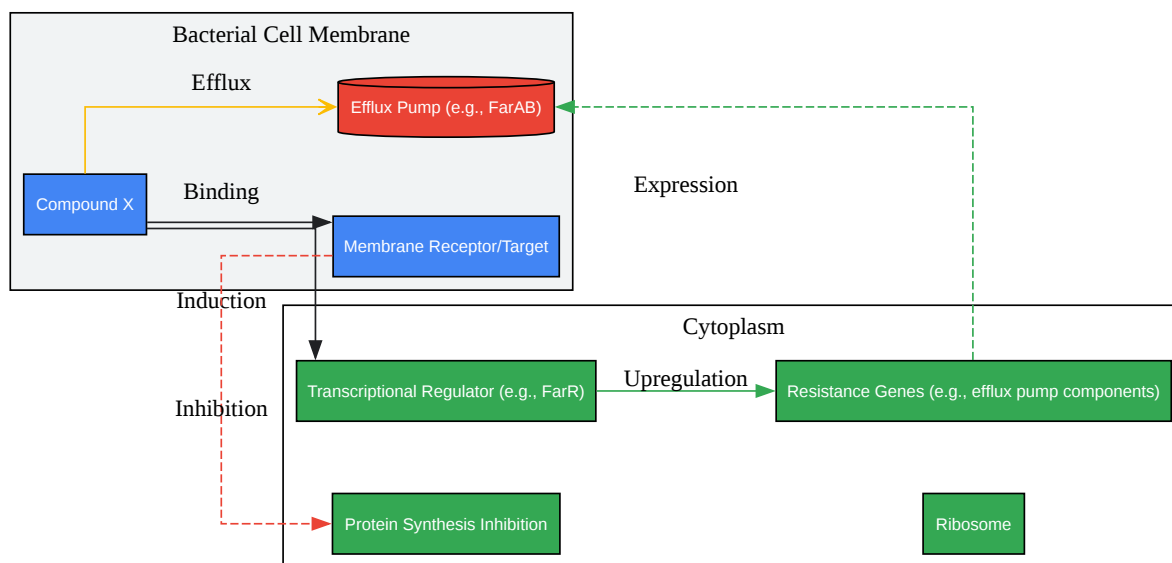 Bacterial Cell Membrane
Efflux
Efflux Pump (e.g., FarAB)
Binding
Expression
Compound X
Membrane Receptor/Target
Induction
Cytoplasm
Upregulation
Transcriptional Regulator (e.g., FarR)
Resistance Genes (e.g., efflux pump components)
Inhibition
Protein Synthesis Inhibition
Ribosome